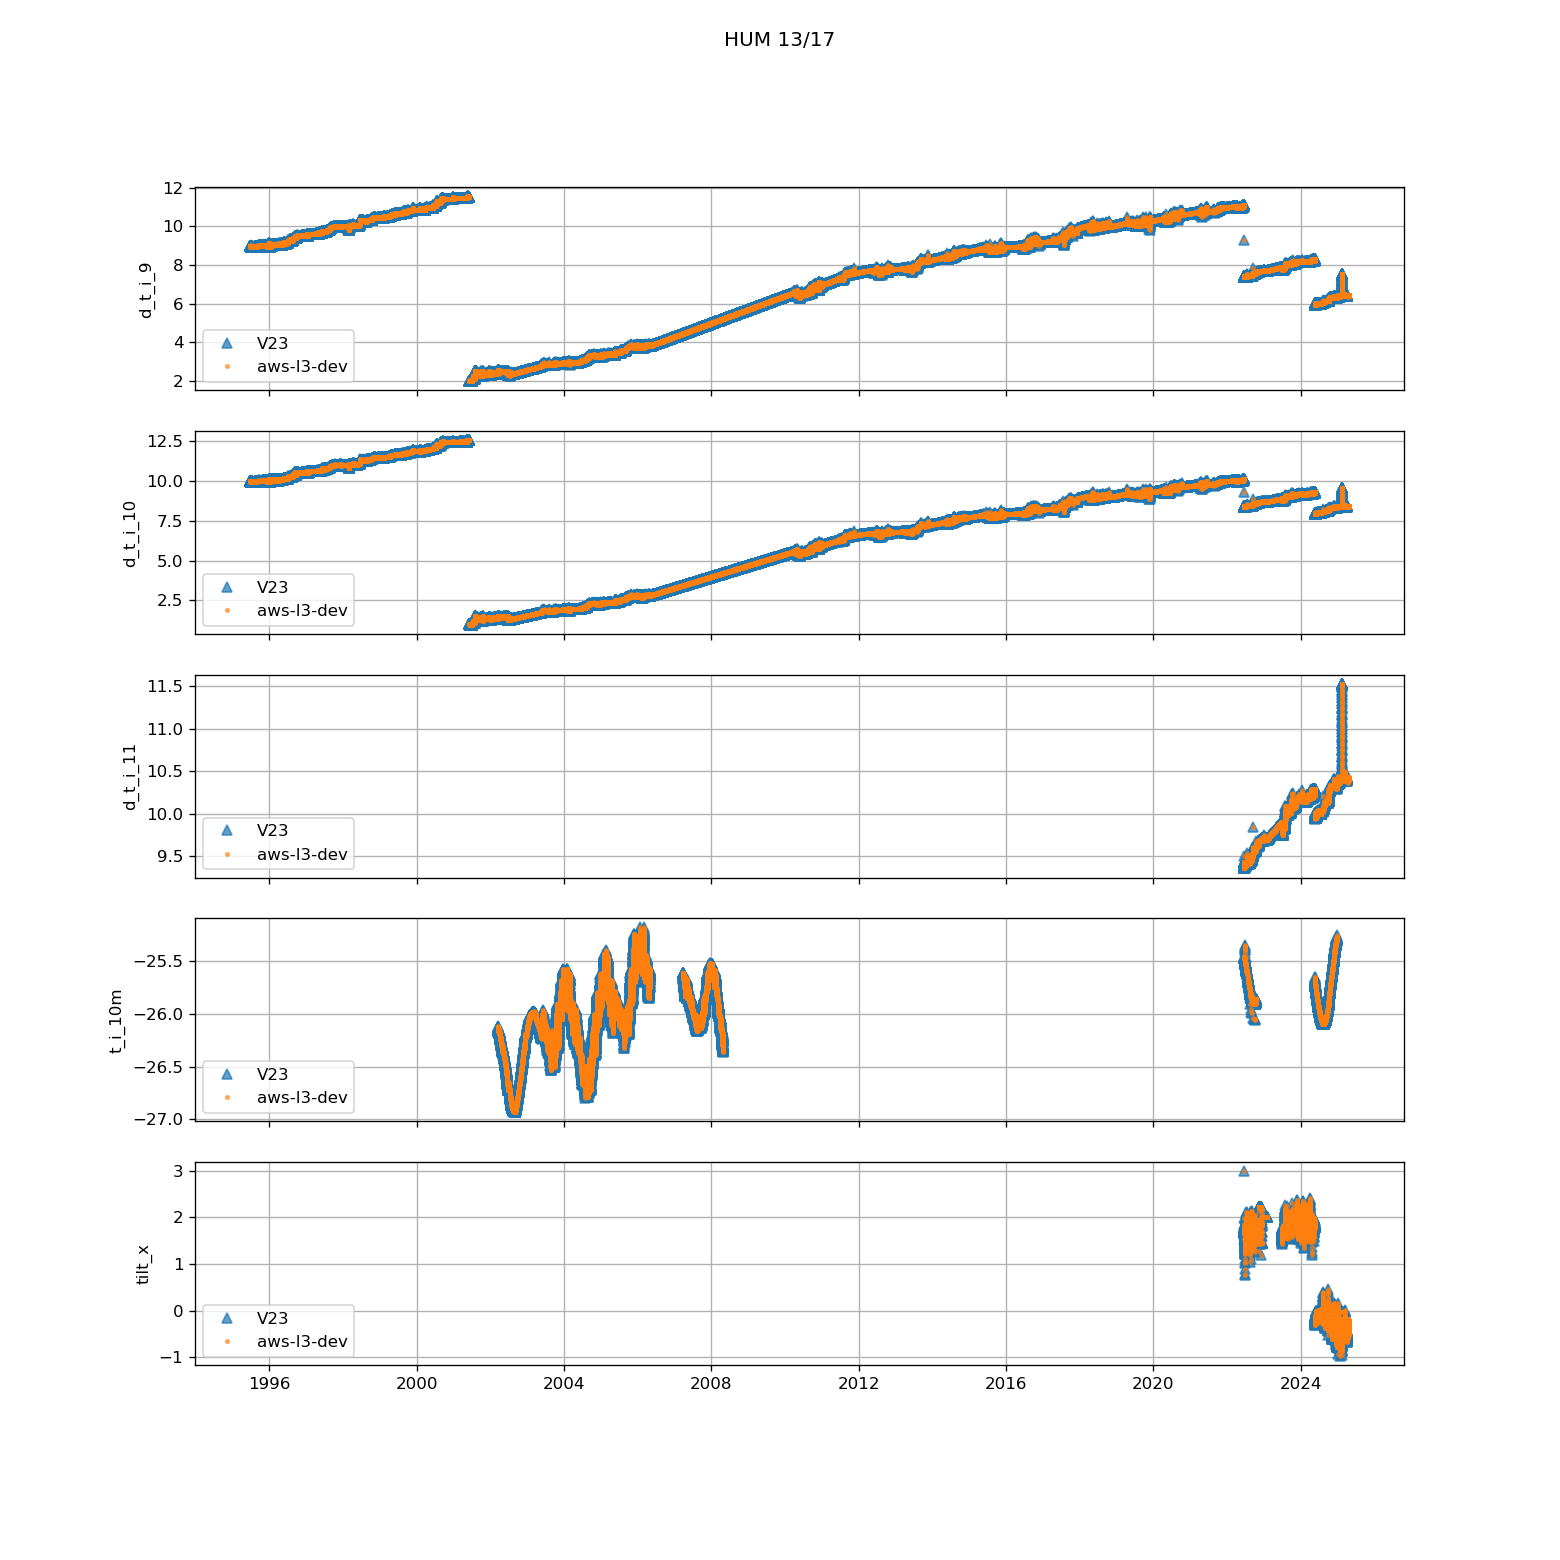 HUM 13/17
12
10
8
6
4
2
d_t_i_9
V23
aws-l3-dev
12.5
10.0
7.5
5.0
2.5
d_t_i_10
V23
aws-l3-dev
11.5
11.0
10.5
10.0
9.5
d_t_i_11
V23
aws-l3-dev
−25.5
−26.0
−26.5
−27.0
t_i_10m
V23
aws-l3-dev
3
2
1
0
−1
tilt_x
V23
aws-l3-dev
1996 2000 2004 2008 2012 2016 2020 2024